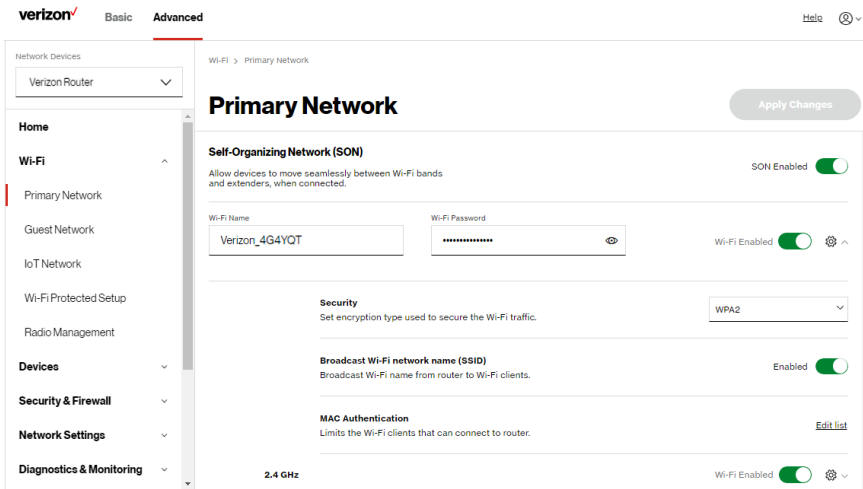 verizon
Basic
Advanced
Help
Network Devices
Verizon Router
Home
Wi-Fi
Primary Network
Guest Network
IoT Network
Wi-Fi Protected Setup
Radio Management
Devices
Security & Firewall
Network Settings
Diagnostics & Monitoring
Wi-Fi > Primary Network
Primary Network
Apply Changes
Self-Organizing Network (SON)
Allow devices to move seamlessly between Wi-Fi bands
and extenders, when connected.
SON Enabled
Wi-Fi Name
Wi-Fi Password
Verizon_4G4YQT
•••••••••••••••
Wi-Fi Enabled
Security
Set encryption type used to secure the Wi-Fi traffic.
WPA2
Broadcast Wi-Fi network name (SSID)
Broadcast Wi-Fi name from router to Wi-Fi clients.
Enabled
MAC Authentication
Limits the Wi-Fi clients that can connect to router.
Edit list
2.4 GHz
Wi-Fi Enabled